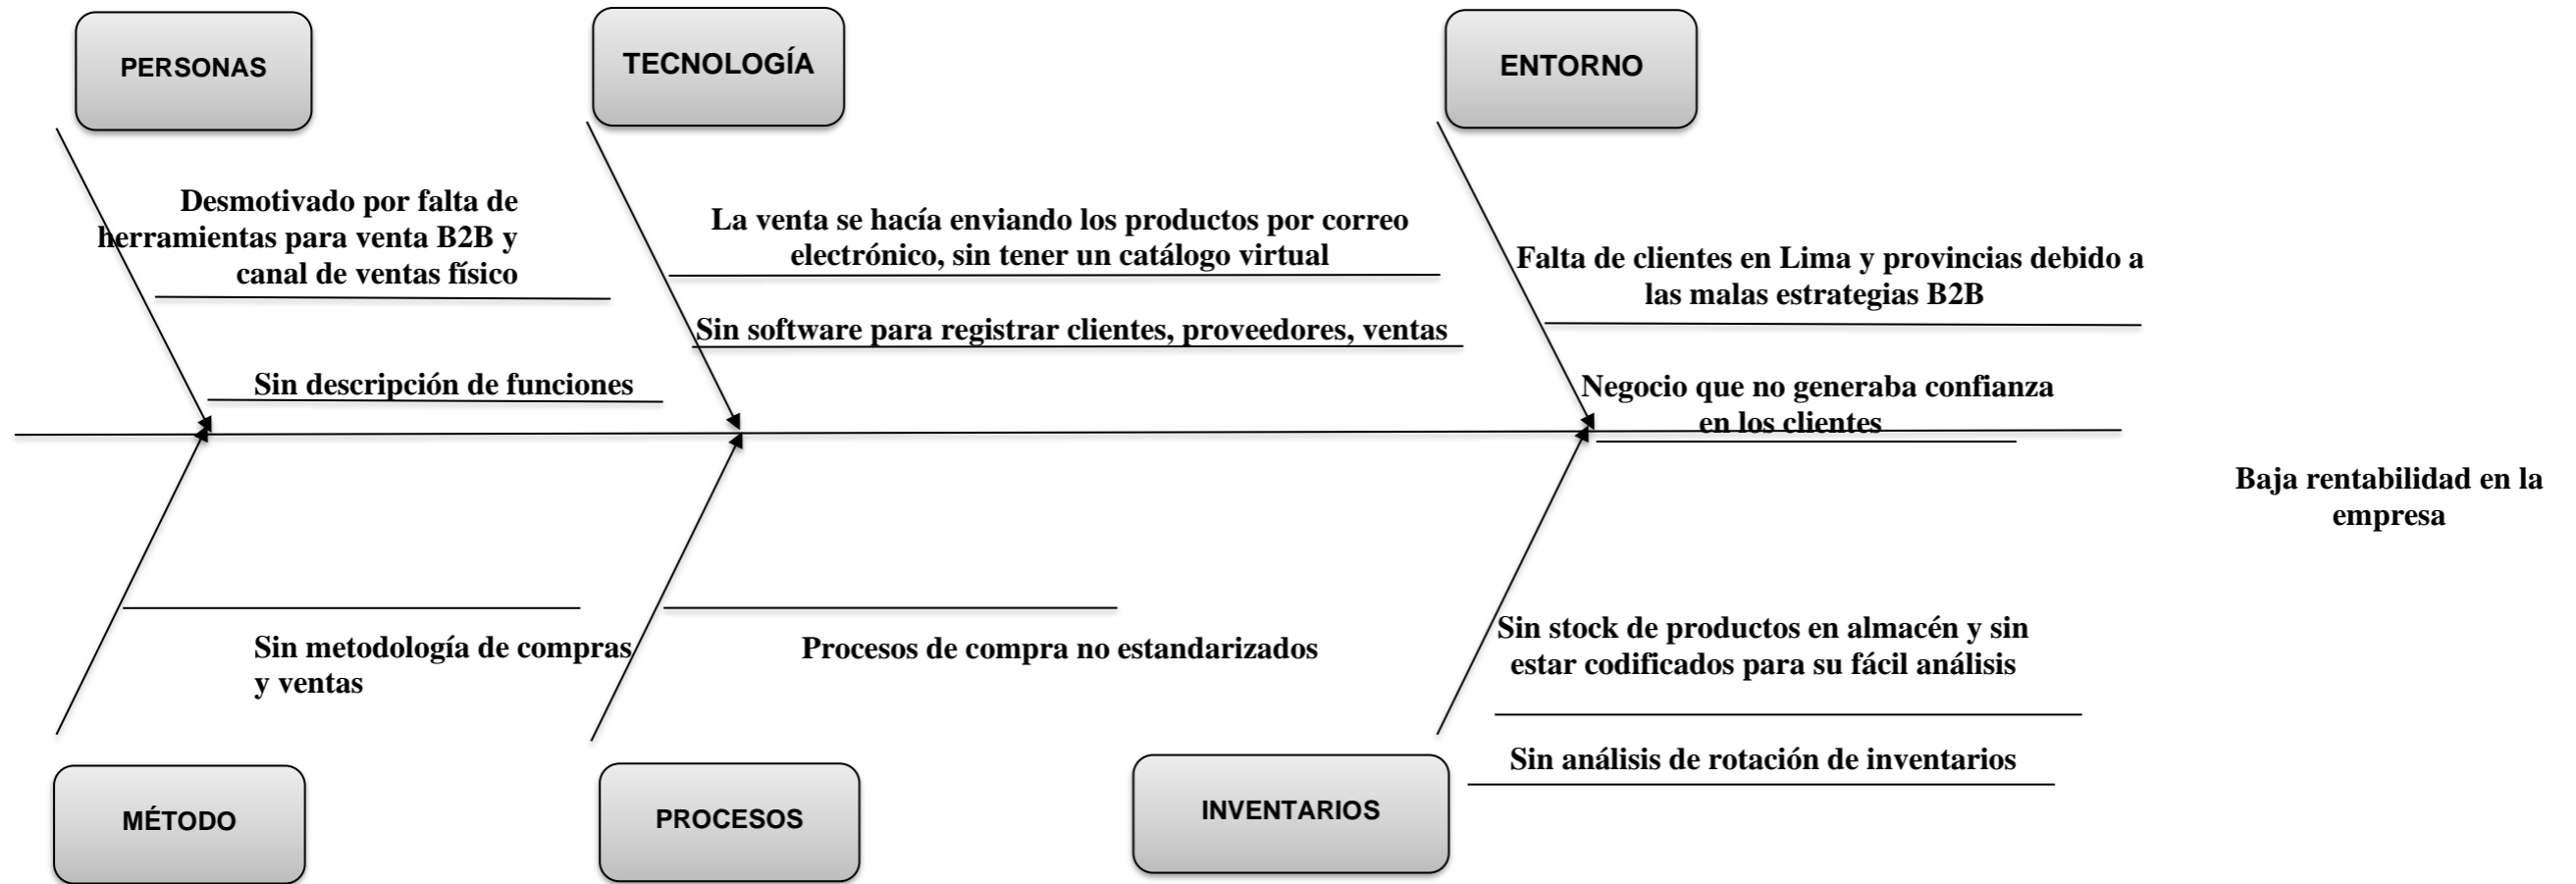 PERSONAS
TECNOLOGÍA
ENTORNO
Desmotivado por falta de
herramientas para venta B2B y
canal de ventas físico
Sin descripción de funciones
La venta se hacía enviando los productos por correo
electrónico, sin tener un catálogo virtual
Sin software para registrar clientes, proveedores, ventas
Falta de clientes en Lima y provincias debido a
las malas estrategias B2B
Negocio que no generaba confianza
en los clientes
Baja rentabilidad en la
empresa
Sin metodología de compras
y ventas
Procesos de compra no estandarizados
Sin stock de productos en almacén y sin
estar codificados para su fácil análisis
Sin análisis de rotación de inventarios
MÉTODO
PROCESOS
INVENTARIOS